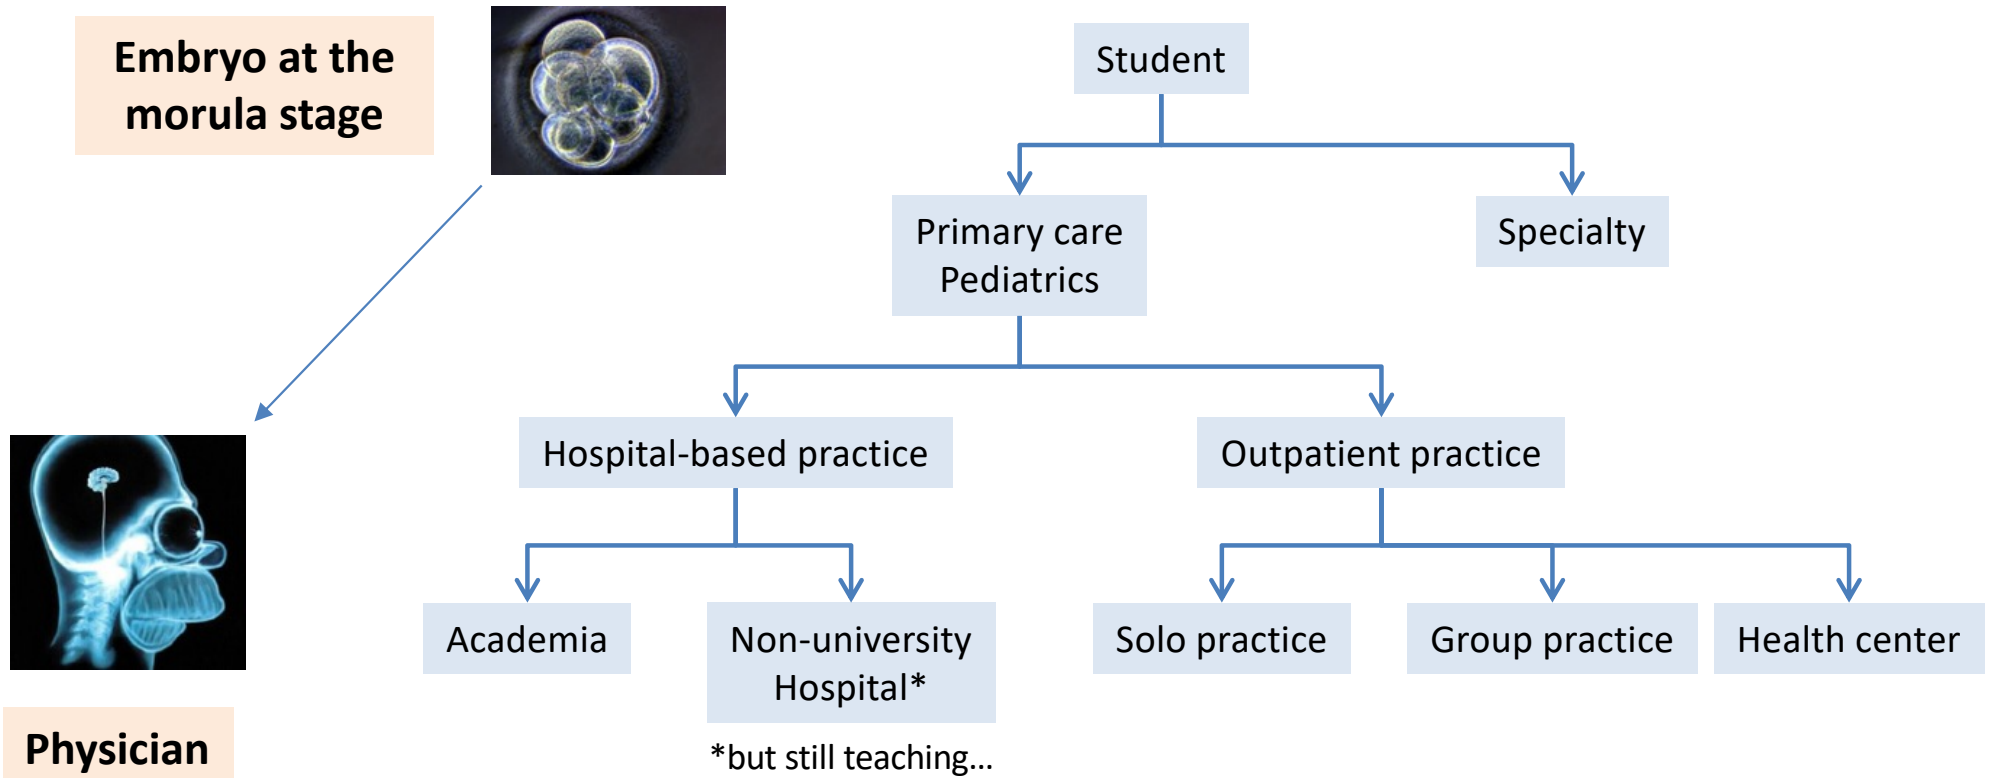 Embryo at the
morula stage
Student
Primary care
Pediatrics
Specialty
Hospital-based practice
Outpatient practice
Academia
Non-university
Hospital*
Solo practice
Group practice
Health center
Physician
*but still teaching...